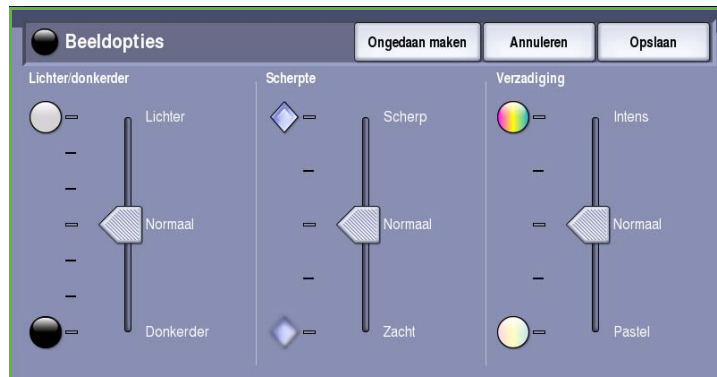 Beeldopties
Ongedaan maken
Annuleren
Opslaan
Lichter/donkerder
Lichter
Normaal
Donkerder
Scherpte
Scherp
Normaal
Zacht
Verzadiging
Intens
Normaal
Pastel